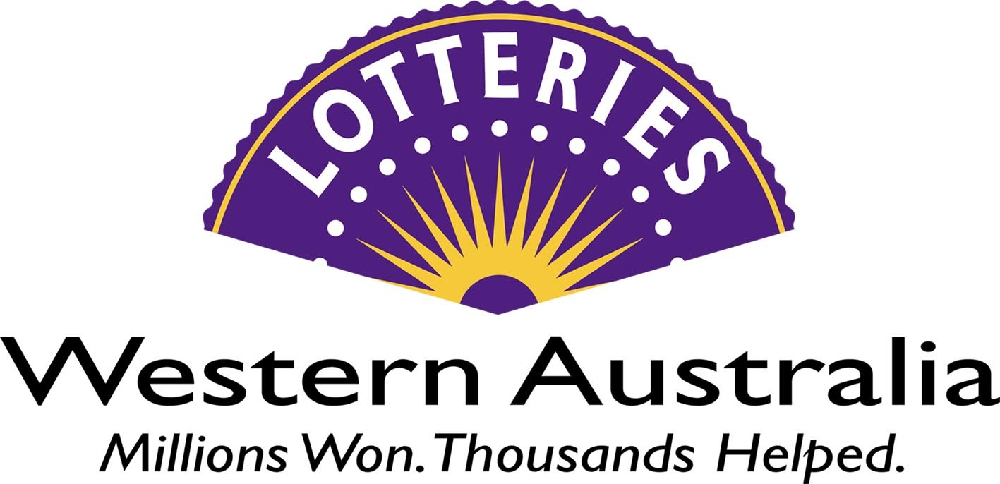 LOTTERIES
Western Australia
Millions Won. Thousands Helped.